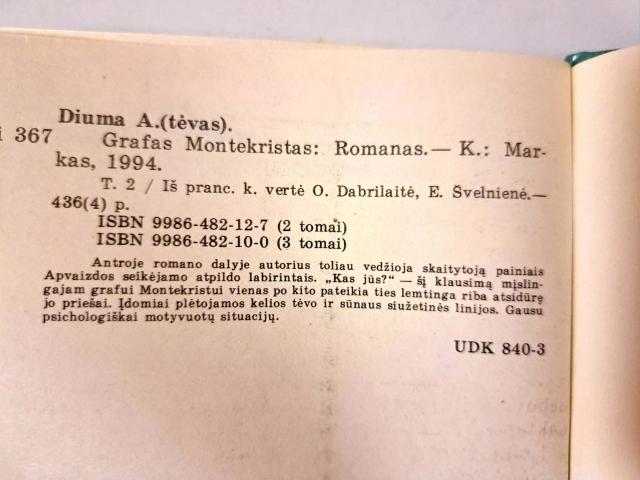 Diuma A.(tėvas).
i 367 Grafas Montekristas: Romanas.— K.: Mar-
kas, 1994.
T. 2 / Iš pranc. k. vertė O. Dabrilaitė, E. Švelnienė.—
436(4) p.
ISBN 9986-482-12-7 (2 tomai)
ISBN 9986-482-10-0 (3 tomai)
Antroje romano dalyje autorius toliau vedžioja skaitytoją painiais
Apvaizdos seikėjamo atpildo labirintais. „Kas jūs?“ — šį klausimą mįslin-
gajam grafui Montekristui vienas po kito pateikia ties lemtinga riba atsidūrę
jo priešai. Įdomiai plėtojamos kelios tėvo ir sūnaus siužetinės linijos. Gausu
psichologiškai motyvuotų situacijų.
UDK 840-3